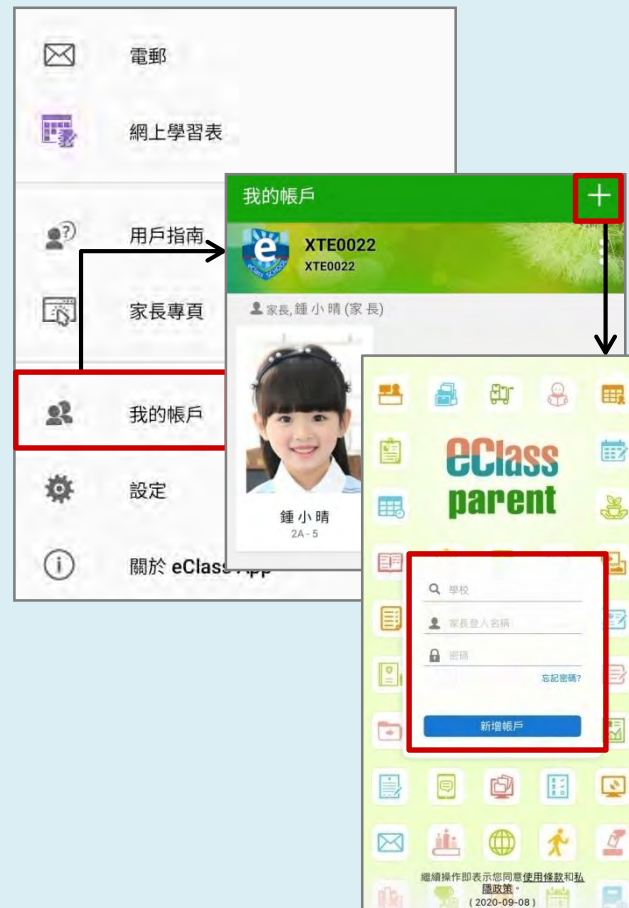 電郵
網上學習表
用戶指南
家長專頁
我的帳戶
設定
關於 eClass App
我的帳戶
XTE0022
XTE0022
家長, 鍾小晴 (家長)
鍾小晴
2A - 5
eClass
parent
學校
家長登入名稱
密碼
忘記密碼?
新增帳戶
繼續操作即表示您同意使用條款和私
隱政策。
( 2020-09-08 )